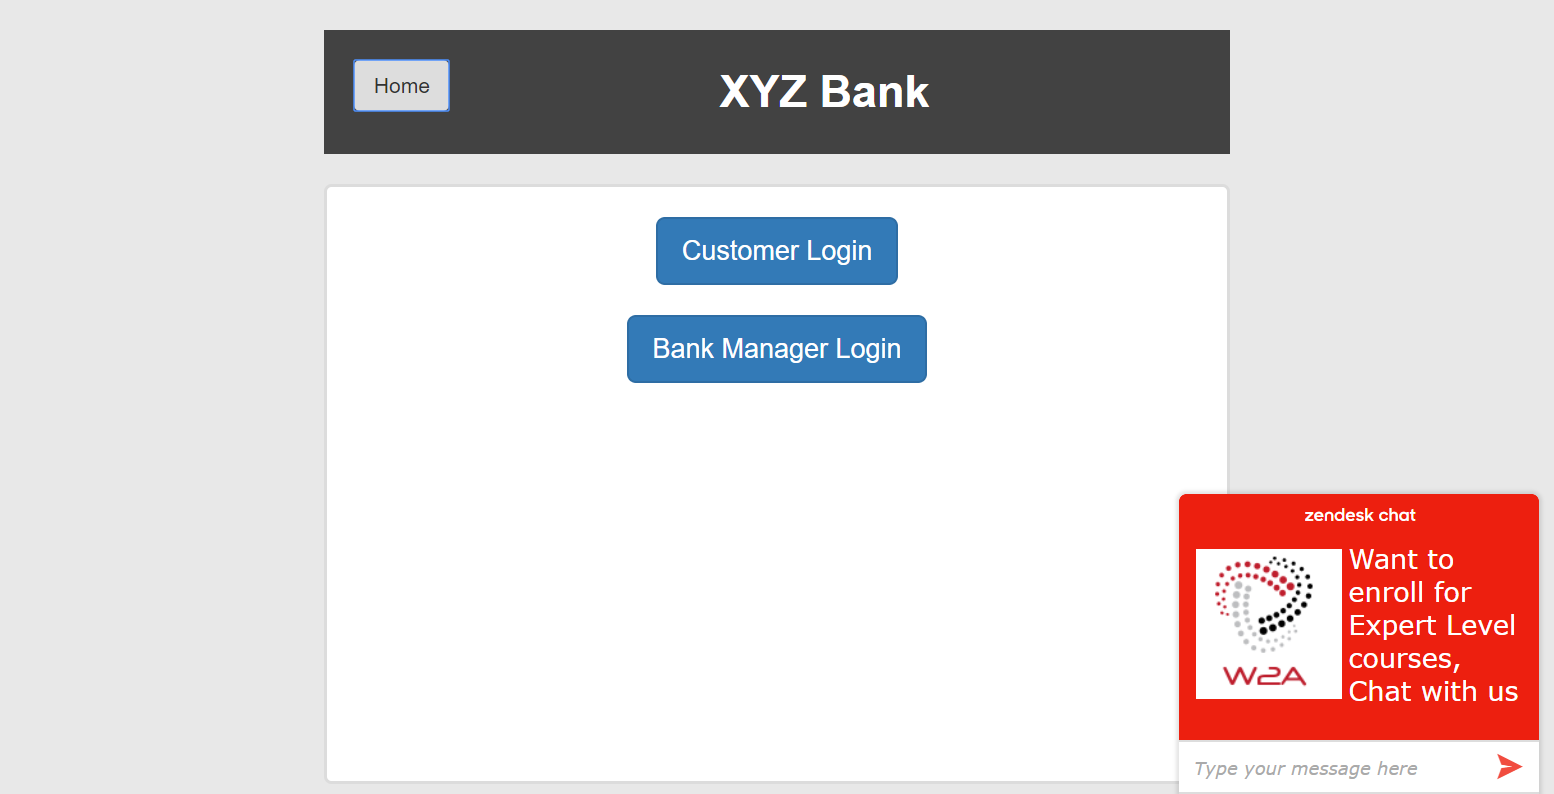 Home
XYZ Bank
Customer Login
Bank Manager Login
zendesk chat
Want to
enroll for
Expert Level
courses,
Chat with us
W2A
Type your message here